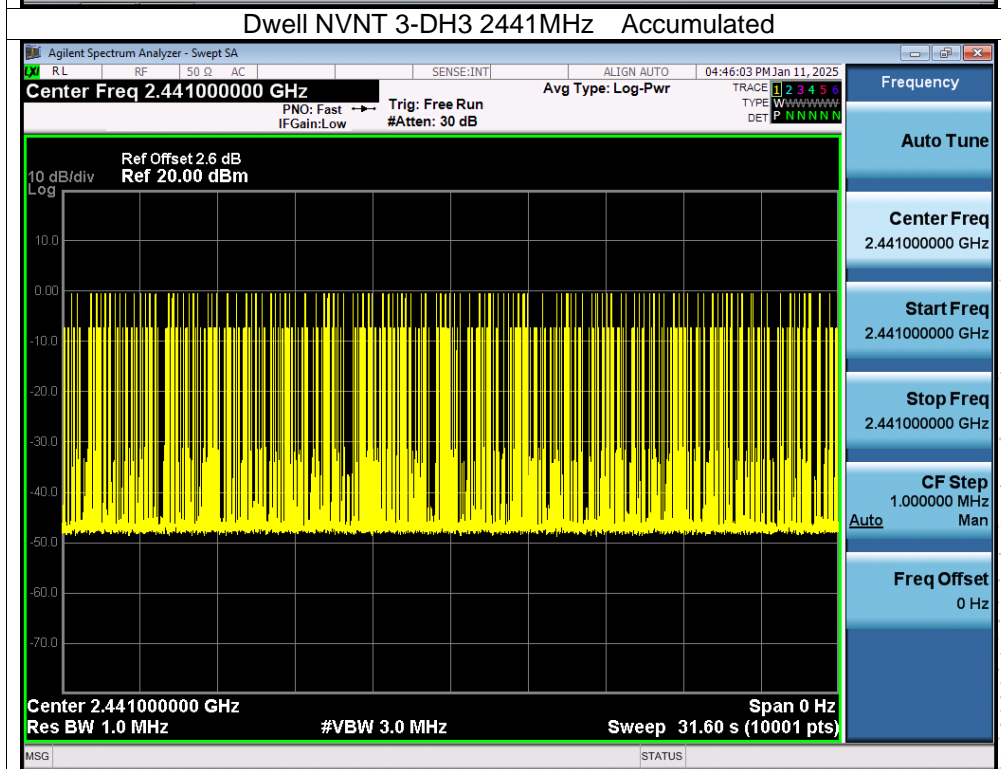 Dwell NVNT 3-DH3 2441MHz Accumulated
Agilent Spectrum Analyzer - Swept SA
LXI RL RF 50 Ω AC SENSE:INT ALIGN AUTO 04:46:03 PM Jan 11, 2025
Center Freq 2.441000000 GHz Avg Type: Log-Pwr TRACE 1 2 3 4 5 6
PNO: Fast Trig: Free Run TYPE WWWWWWW
IFGain:Low #Atten: 30 dB DET P N N N N N
Ref Offset 2.6 dB
10 dB/div Ref 20.00 dBm
Log
10.0
0.00
-10.0
-20.0
-30.0
-40.0
-50.0
-60.0
-70.0
Center 2.441000000 GHz Span 0 Hz
Res BW 1.0 MHz #VBW 3.0 MHz Sweep 31.60 s (10001 pts)
MSG STATUS
Frequency
Auto Tune
Center Freq
2.441000000 GHz
Start Freq
2.441000000 GHz
Stop Freq
2.441000000 GHz
CF Step
1.000000 MHz
Auto Man
Freq Offset
0 Hz